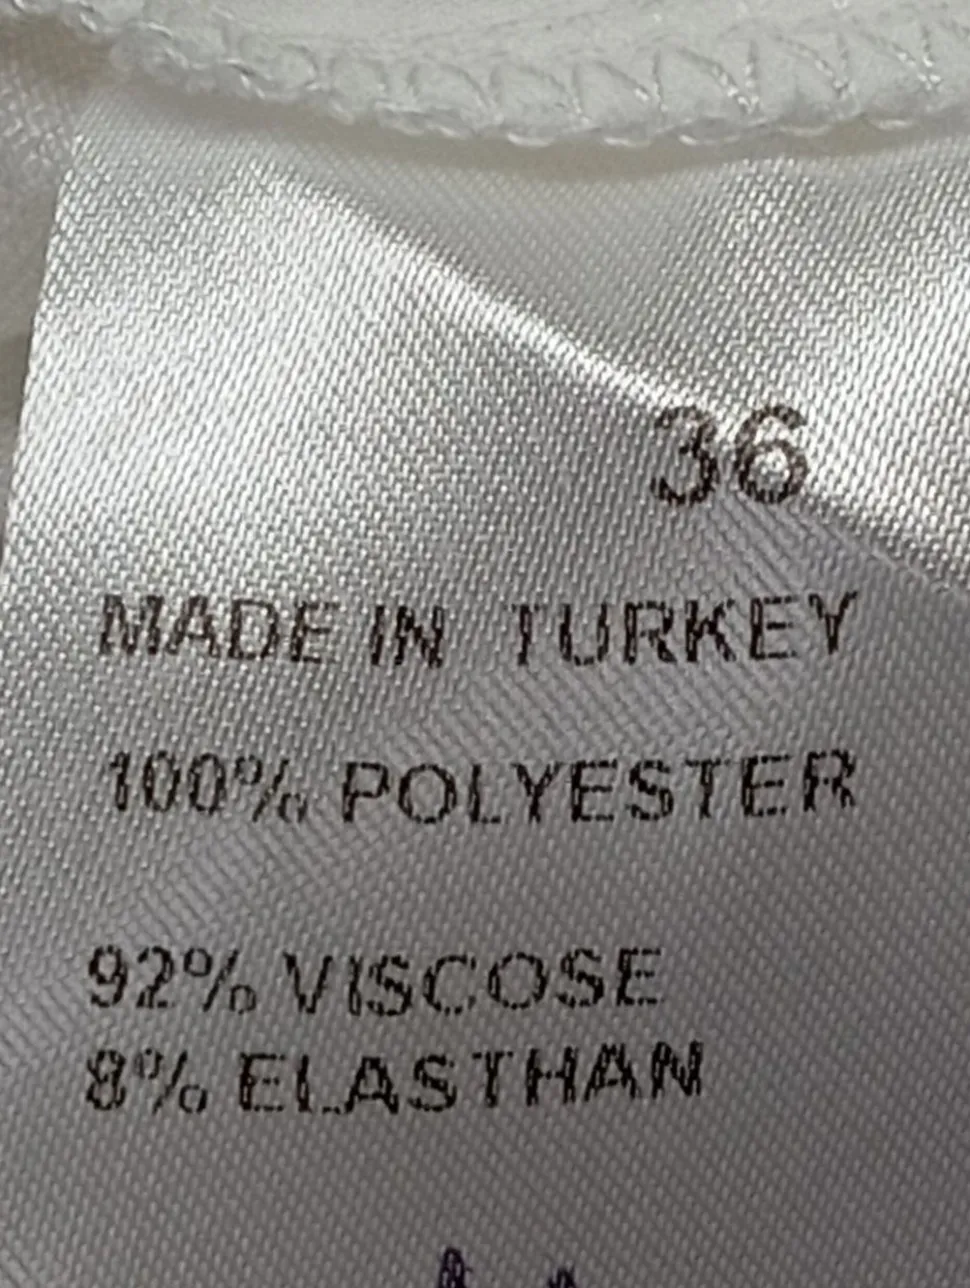 36
MADE IN TURKEY
100% POLYESTER
92% VISCOSE
8% ELASTHAN